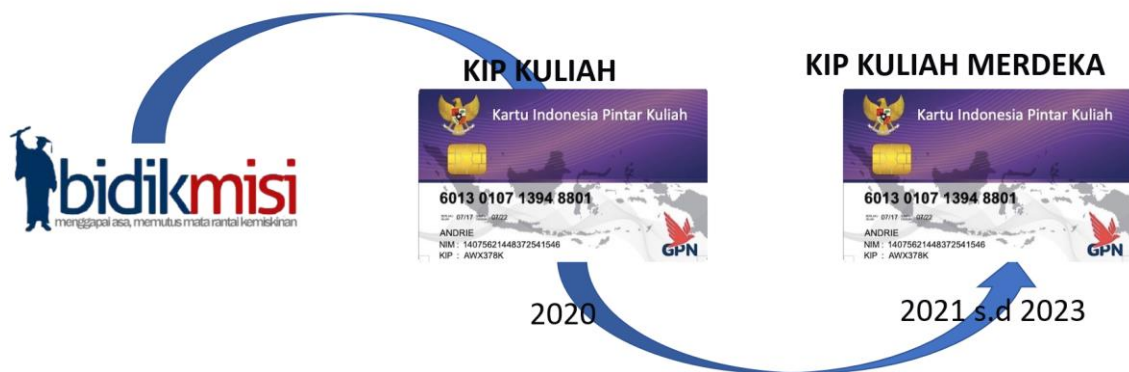 bidikmisi
menggapai asa, memutus mata rantai kemiskinan
KIP KULIAH
Kartu Indonesia Pintar Kuliah
6013 0107 1394 8801
07/17 07/22
ANDRIE
NIM : 14075621448372541546
KIP : AWX378K
GPN
2020
KIP KULIAH MERDEKA
Kartu Indonesia Pintar Kuliah
6013 0107 1394 8801
07/17 07/22
ANDRIE
NIM : 14075621448372541546
KIP : AWX378K
GPN
2021 s.d 2023